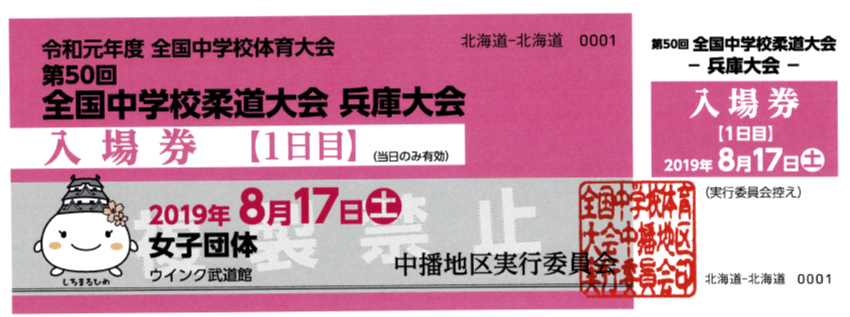 令和元年度 全国中学校体育大会
北海道-北海道 0001
第50回
全国中学校柔道大会 兵庫大会
入場券 【1日目】 (当日のみ有効)
複製禁止
2019年 8月17日土
女子団体
ウインク武道館
しろまるひめ
中播地区実行委員会
全国中学校体育
大会中播地区
実行委員会印
第50回 全国中学校柔道大会
- 兵庫大会 -
入場券
【1日目】
2019年 8月17日土
(実行委員会控え)
北海道-北海道 0001